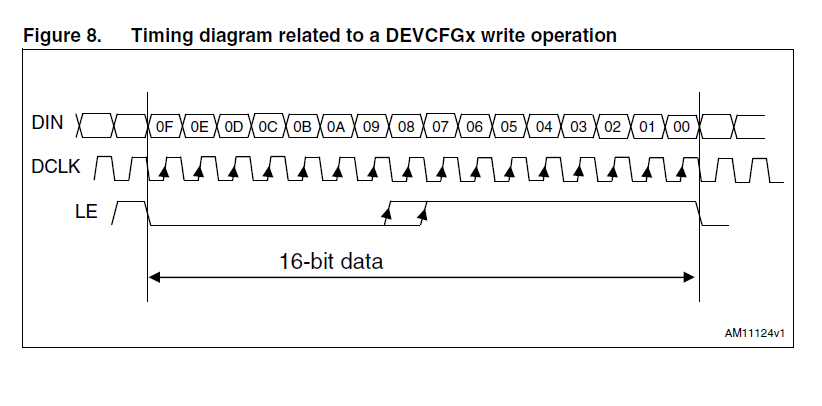 Figure 8. Timing diagram related to a DEVCFGx write operation
DIN 0F 0E 0D 0C 0B 0A 09 08 07 06 05 04 03 02 01 00
DCLK
LE
16-bit data
AM11124v1